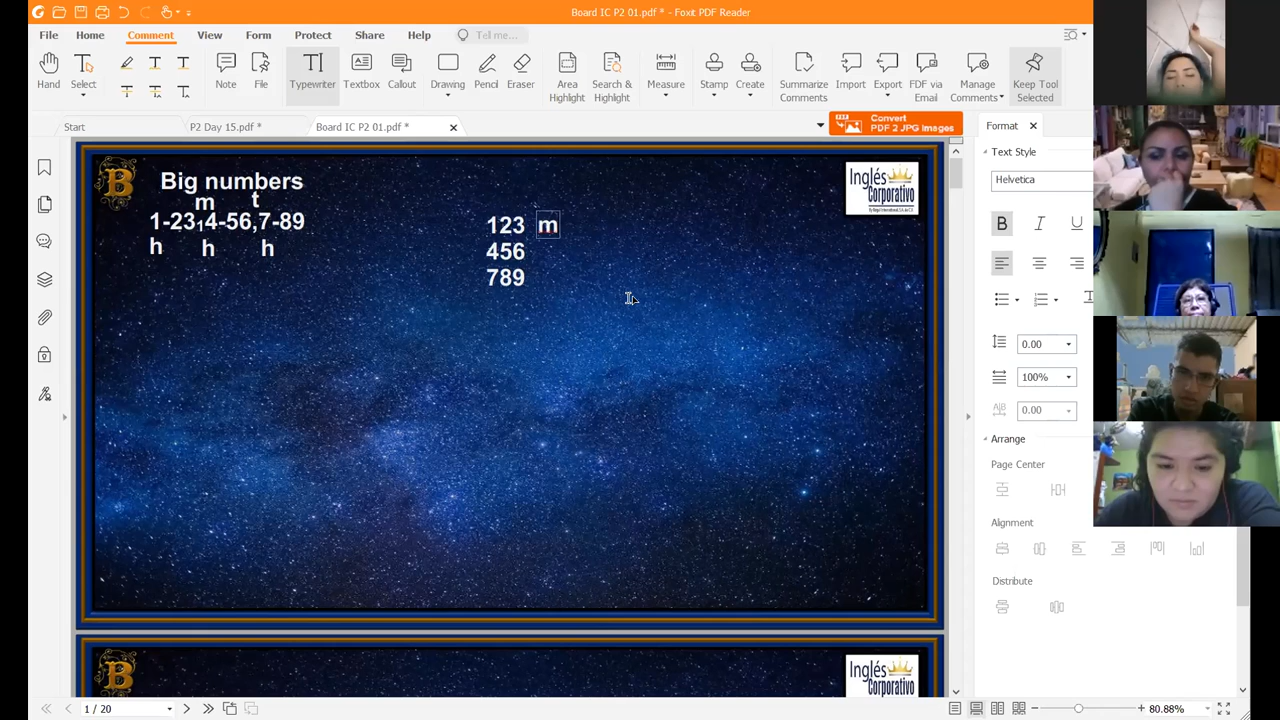 Board IC P2 01.pdf * - Foxit PDF Reader
File Home Comment View Form Protect Share Help Tell me...
Hand Select Note File Typewriter Textbox Callout Drawing Pencil Eraser Area Highlight Search & Highlight Measure Stamp Create Summarize Comments Import Export FDF via Email Manage Comments Keep Tool Selected
Start P2 Day 15.pdf * Board IC P2 01.pdf * Convert PDF 2 JPG Images
Format
Text Style
Helvetica
B I U
0.00
100%
0.00
Arrange
Page Center
Alignment
Distribute
B
Big numbers
m t
1-23,4-56,7-89
h h h
123 m
456
789
Inglés
Corporativo
B
Inglés
Corporativo
1 / 20
80.88%